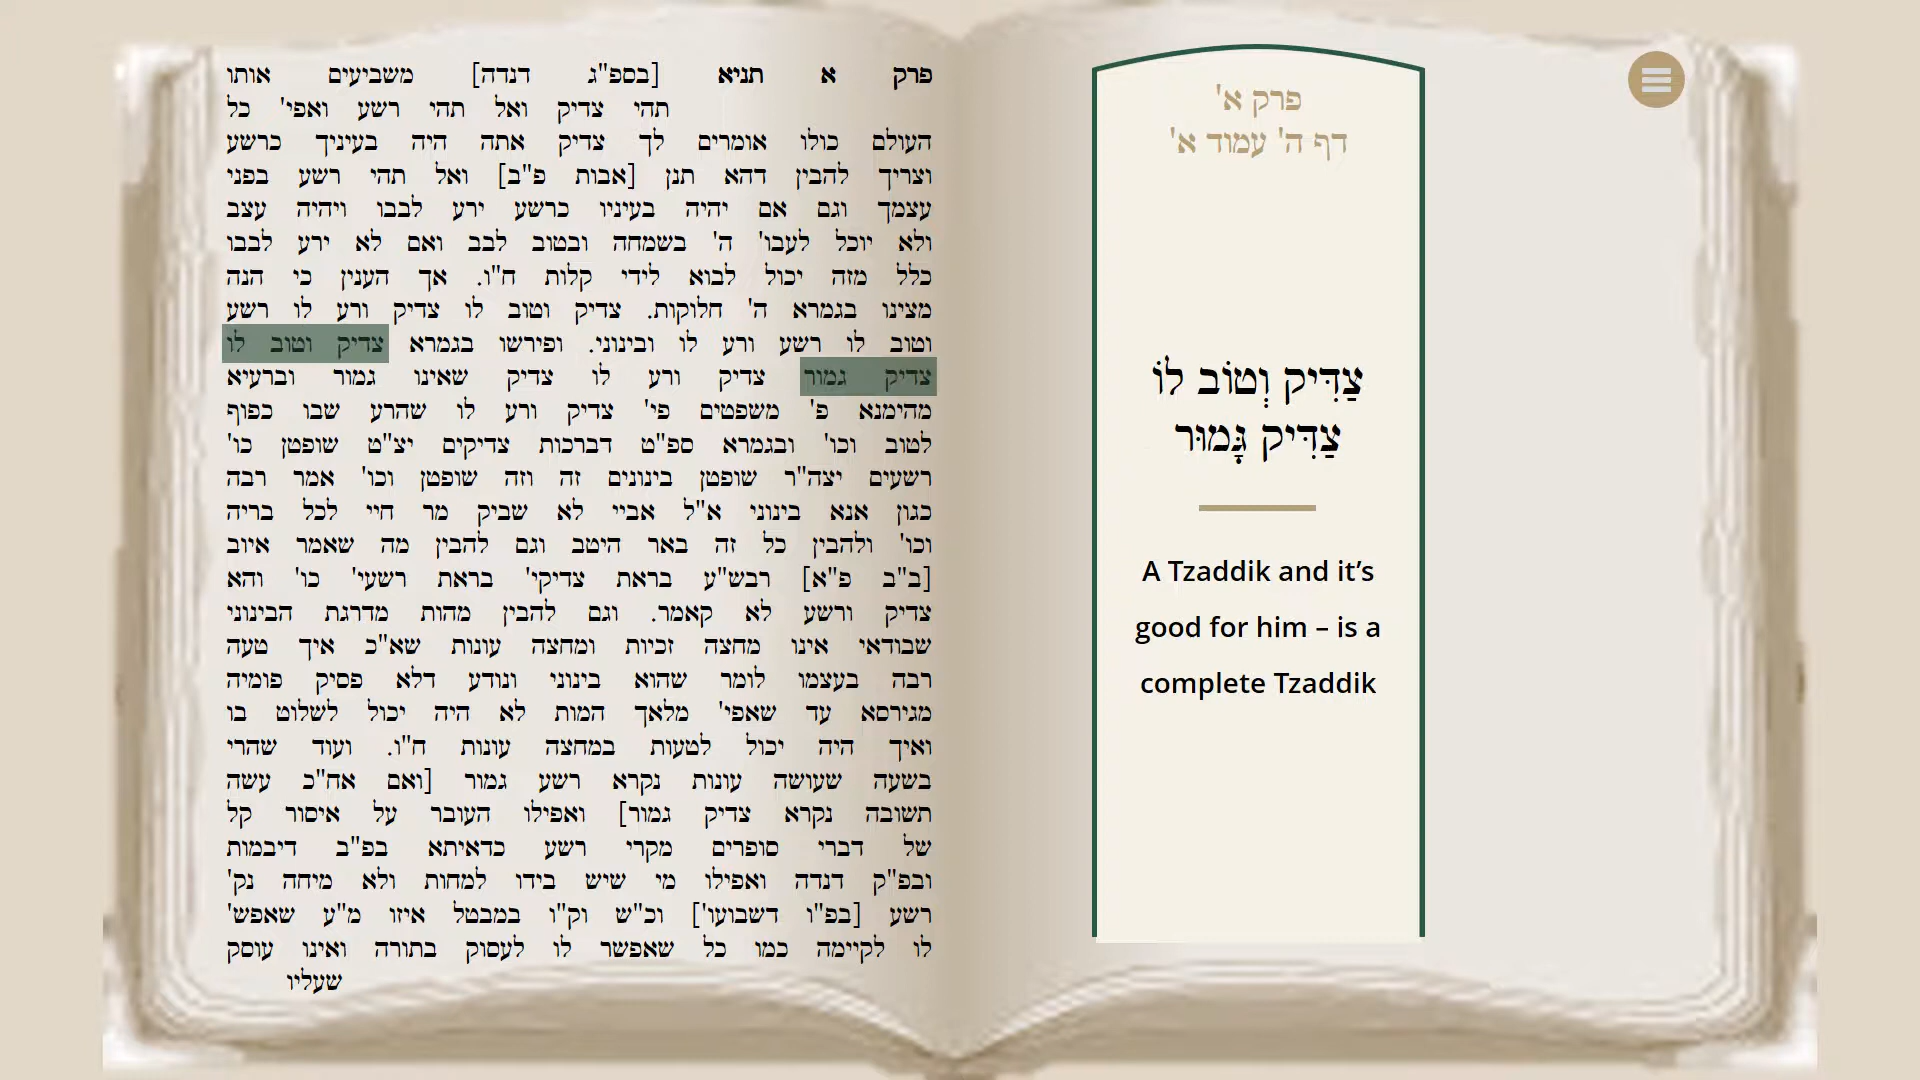 פרק א תניא [בספ"ג דנדה] משביעים אותו
תהי צדיק ואל תהי רשע ואפי' כל
העולם כולו אומרים לך צדיק אתה היה בעיניך כרשע
וצריך להבין דהא תנן [אבות פ"ב] ואל תהי רשע בפני
עצמך וגם אם יהיה בעיניו כרשע ירע לבבו ויהיה עצב
ולא יוכל לעבו' ה' בשמחה ובטוב לבב ואם לא ירע לבבו
כלל מזה יכול לבוא לידי קלות ח"ו. אך הענין כי הנה
מצינו בגמרא ה' חלוקות. צדיק וטוב לו צדיק ורע לו רשע
וטוב לו רשע ורע לו ובינוני. ופירשו בגמרא צדיק וטוב לו
צדיק גמור צדיק ורע לו צדיק שאינו גמור וברעיא
מהימנא פ' משפטים פי' צדיק ורע לו שהרע שבו כפוף
לטוב וכו' ובגמרא ספ"ט דברכות צדיקים יצ"ט שופטן כו'
רשעים יצה"ר שופטן בינונים זה וזה שופטן וכו' אמר רבה
כגון אנא בינוני א"ל אביי לא שביק מר חיי לכל בריה
וכו' ולהבין כל זה באר היטב וגם להבין מה שאמר איוב
[ב"ב פ"א] רבש"ע בראת צדיקי' בראת רשעי' כו' והא
צדיק ורשע לא קאמר. וגם להבין מהות מדרגת הבינוני
שבודאי אינו מחצה זכיות ומחצה עונות שא"כ איך טעה
רבה בעצמו לומר שהוא בינוני ונודע דלא פסיק פומיה
מגירסא עד שאפי' מלאך המות לא היה יכול לשלוט בו
ואיך היה יכול לטעות במחצה עונות ח"ו. ועוד שהרי
בשעה שעושה עונות נקרא רשע גמור [ואם אח"כ עשה
תשובה נקרא צדיק גמור] ואפילו העובר על איסור קל
של דברי סופרים מקרי רשע כדאיתא בפ"ב דיבמות
ובפ"ק דנדה ואפילו מי שיש בידו למחות ולא מיחה נק'
רשע [בפ"ו דשבועו'] וכ"ש וק"ו במבטל איזו מ"ע שאפש'
לו לקיימה כמו כל שאפשר לו לעסוק בתורה ואינו עוסק
שעליו
פרק א'
דף ה' עמוד א'
צַדִּיק וְטוֹב לוֹ
צַדִּיק גָּמוּר
A Tzaddik and it’s
good for him – is a
complete Tzaddik